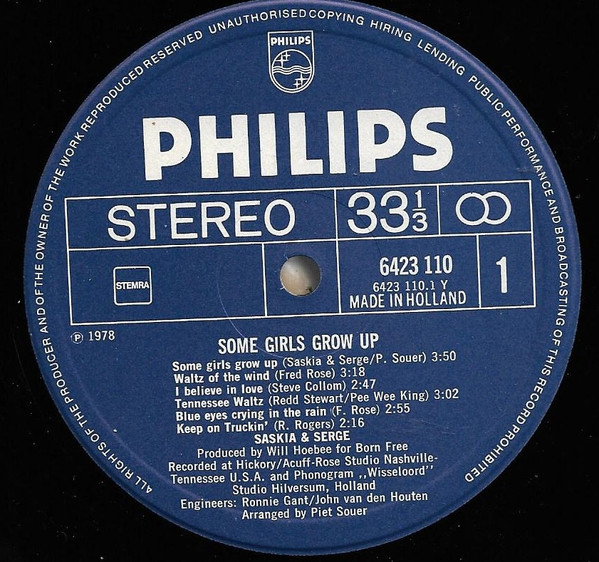 ALL RIGHTS OF THE PRODUCER AND OF THE OWNER OF THE WORK REPRODUCED RESERVED UNAUTHORISED COPYING HIRING LENDING PUBLIC PERFORMANCE AND BROADCASTING OF THIS RECORD PROHIBITED
PHILIPS
PHILIPS
STEREO 33 1/3
STEMRA
6423 110
6423 110.1 Y
MADE IN HOLLAND
1
Ⓟ 1978
SOME GIRLS GROW UP
Some girls grow up (Saskia & Serge/P. Souer) 3:50
Waltz of the wind (Fred Rose) 3:18
I believe in love (Steve Collom) 2:47
Tennessee Waltz (Redd Stewart/Pee Wee King) 3:02
Blue eyes crying in the rain (F. Rose) 2:55
Keep on Truckin' (R. Rogers) 2:16
SASKIA & SERGE
Produced by Will Hoebee for Born Free
Recorded at Hickory/Acuff-Rose Studio Nashville-
Tennessee U.S.A. and Phonogram ,,Wisseloord''
Studio Hilversum, Holland
Engineers: Ronnie Gant/John van den Houten
Arranged by Piet Souer